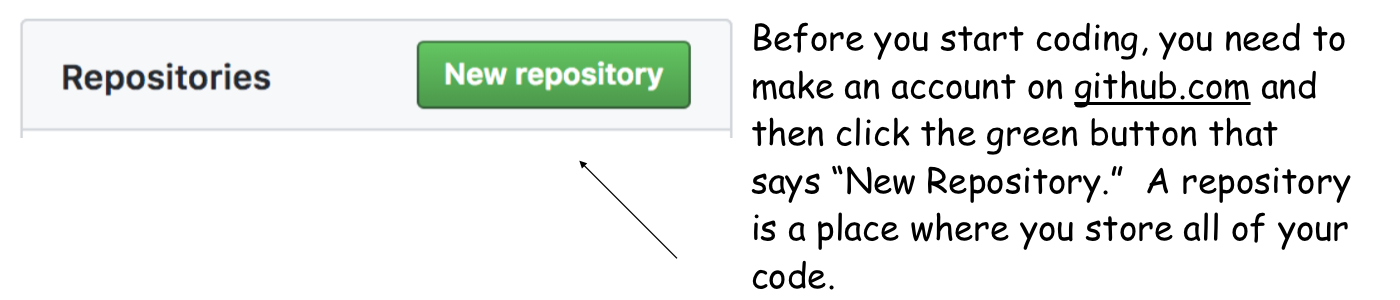 Repositories
New repository
Before you start coding, you need to
make an account on github.com and
then click the green button that
says “New Repository.”  A repository
is a place where you store all of your
code.